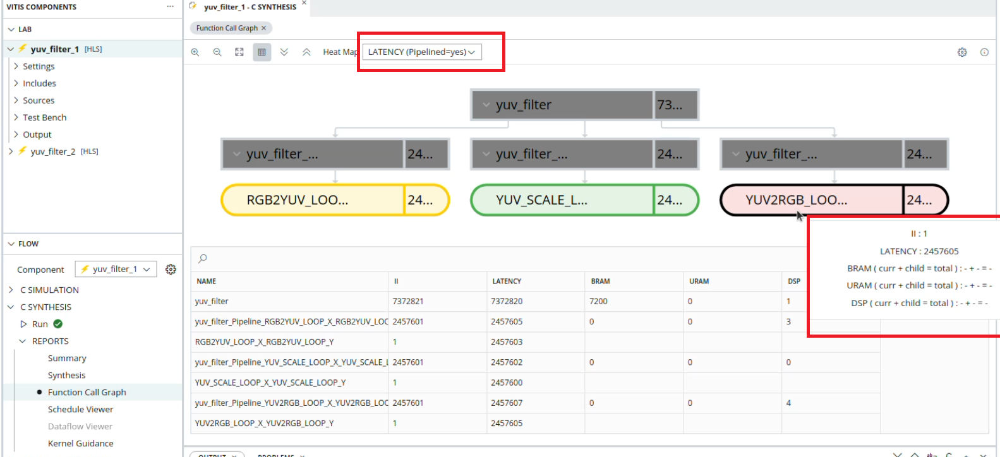 VITIS COMPONENTS
···
LAB
yuv_filter_1 [HLS]
Settings
Includes
Sources
Test Bench
Output
yuv_filter_2 [HLS]
FLOW
Component yuv_filter_1
C SIMULATION
C SYNTHESIS
Run
REPORTS
Summary
Synthesis
Function Call Graph
Schedule Viewer
Dataflow Viewer
Kernel Guidance
yuv_filter_1 - C SYNTHESIS ×
Function Call Graph ×
Heat Map LATENCY (Pipelined=yes)
yuv_filter 73...
yuv_filter_... 24... yuv_filter_... 24... yuv_filter_... 24...
RGB2YUV_LOO... 24... YUV_SCALE_L... 24... YUV2RGB_LOO... 24...
II : 1
LATENCY : 2457605
BRAM ( curr + child = total ) : - + - = -
URAM ( curr + child = total ) : - + - = -
DSP ( curr + child = total ) : - + - = -
NAME II LATENCY BRAM URAM DSP
yuv_filter 7372821 7372820 7200 0 1
yuv_filter_Pipeline_RGB2YUV_LOOP_X_RGB2YUV_LOC 2457601 2457605 0 0 3
RGB2YUV_LOOP_X_RGB2YUV_LOOP_Y 1 2457603
yuv_filter_Pipeline_YUV_SCALE_LOOP_X_YUV_SCALE_L 2457601 2457602 0 0 0
YUV_SCALE_LOOP_X_YUV_SCALE_LOOP_Y 1 2457600
yuv_filter_Pipeline_YUV2RGB_LOOP_X_YUV2RGB_LOC 2457601 2457607 0 0 4
YUV2RGB_LOOP_X_YUV2RGB_LOOP_Y 1 2457605
OUTPUT PROBLEMS